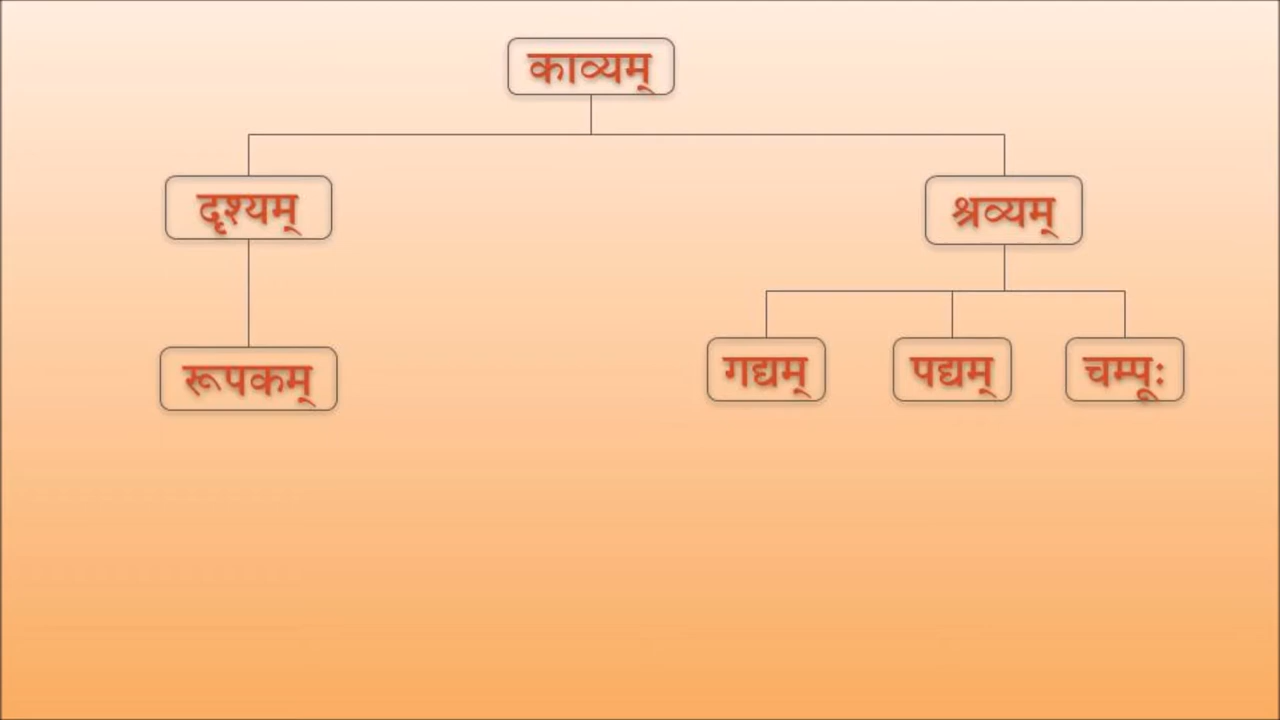 काव्यम्
दृश्यम्
श्रव्यम्
रूपकम्
गद्यम्
पद्यम्
चम्पूः